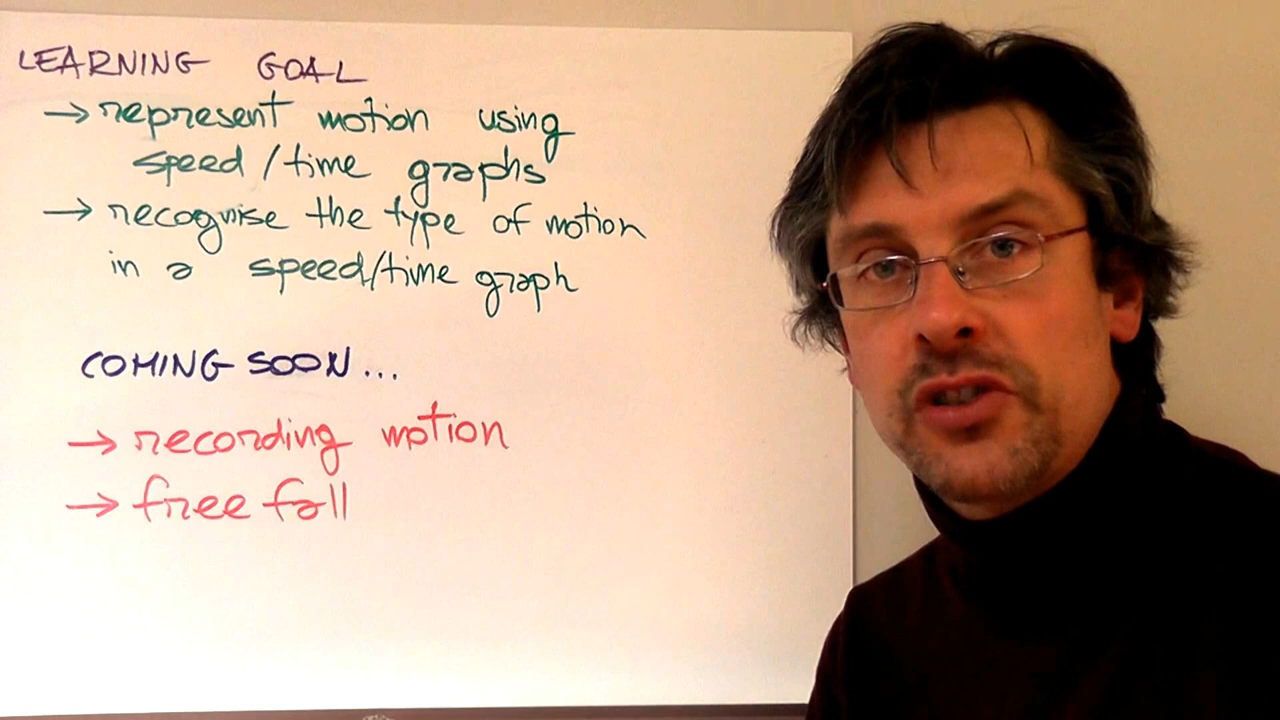 LEARNING GOAL
→ represent motion using
speed/time graphs
→ recognise the type of motion
in a speed/time graph
COMING SOON...
→ recording motion
→ free fall